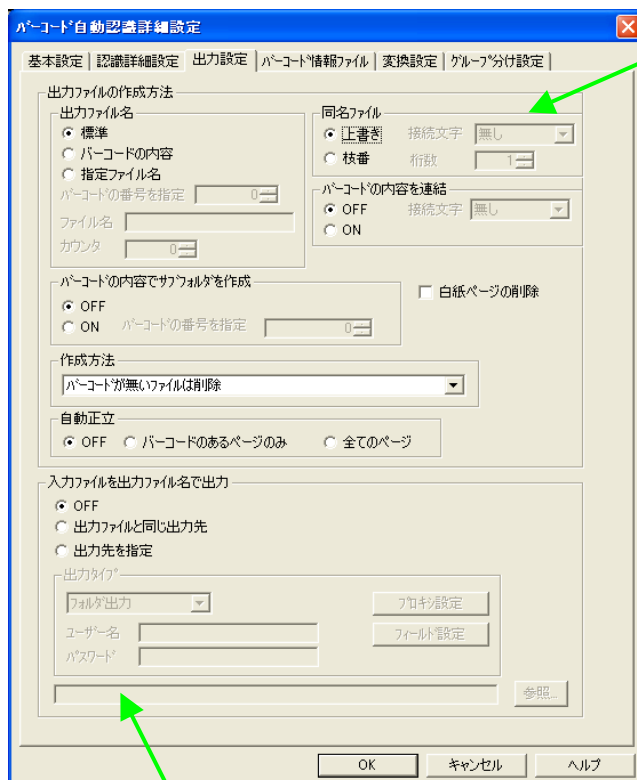 バーコード自動認識詳細設定
基本設定 認識詳細設定 出力設定 バーコード情報ファイル 変換設定 グループ分け設定
出力ファイルの作成方法
出力ファイル名
標準
バーコードの内容
指定ファイル名
バーコードの番号を指定 0
ファイル名
カウンタ 0
同名ファイル
上書き 接続文字 無し
枝番 桁数 1
バーコードの内容を連結
OFF 接続文字 無し
ON
バーコードの内容でサブフォルダを作成
OFF
ON バーコードの番号を指定 0
白紙ページの削除
作成方法
バーコードが無いファイルは削除
自動正立
OFF バーコードのあるページのみ 全てのページ
入力ファイルを出力ファイル名で出力
OFF
出力ファイルと同じ出力先
出力先を指定
出力タイプ
フォルダ出力 プロキシ設定
ユーザー名 フィールド設定
パスワード
参照...
OK キャンセル ヘルプ